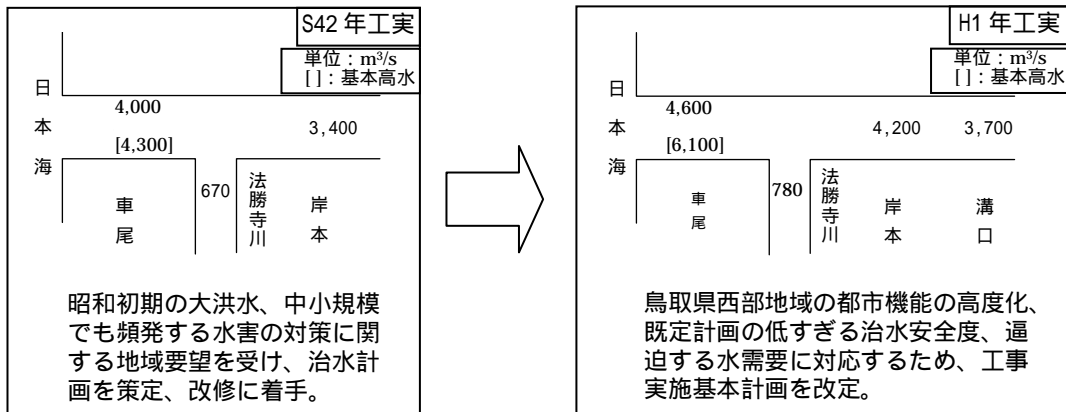 S42 年工実
単位：m³/s
[ ]：基本高水
日本海
4,000
3,400
[4,300]
670
車尾
法勝寺川
岸本
昭和初期の大洪水、中小規模
でも頻発する水害の対策に関
する地域要望を受け、治水計
画を策定、改修に着手。
H1 年工実
単位：m³/s
[ ]：基本高水
日本海
4,600
4,200
3,700
[6,100]
780
車尾
法勝寺川
岸本
溝口
鳥取県西部地域の都市機能の高度化、
既定計画の低すぎる治水安全度、逼
迫する水需要に対応するため、工事
実施基本計画を改定。